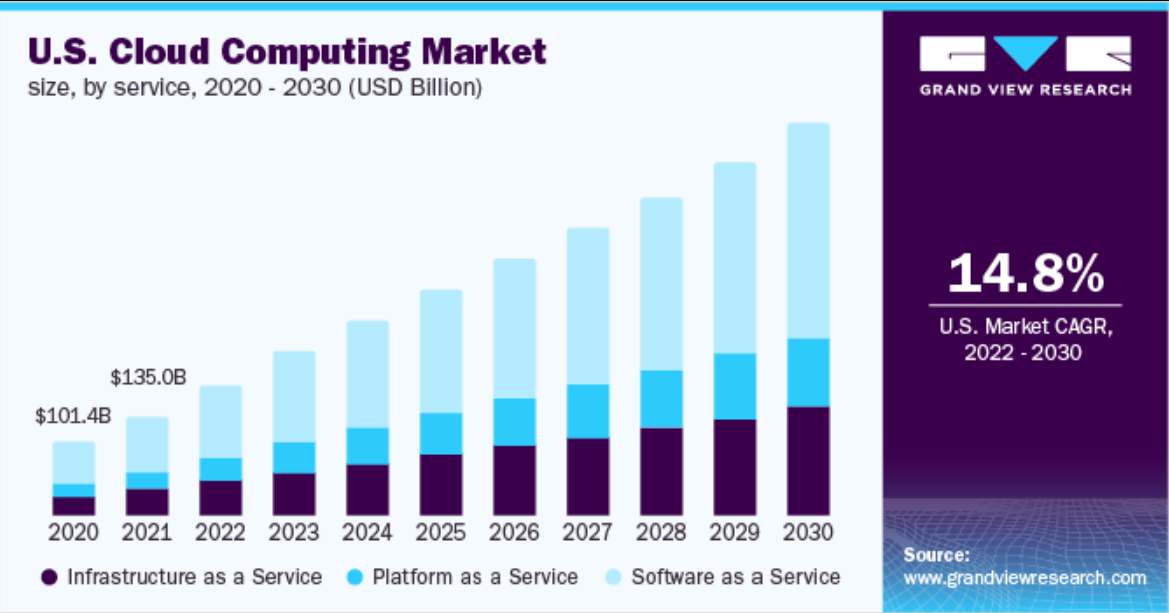 U.S. Cloud Computing Market
size, by service, 2020 - 2030 (USD Billion)
GRAND VIEW RESEARCH
$135.0B
$101.4B
2020 2021 2022 2023 2024 2025 2026 2027 2028 2029 2030
Infrastructure as a Service Platform as a Service Software as a Service
14.8%
U.S. Market CAGR,
2022 - 2030
Source:
www.grandviewresearch.com